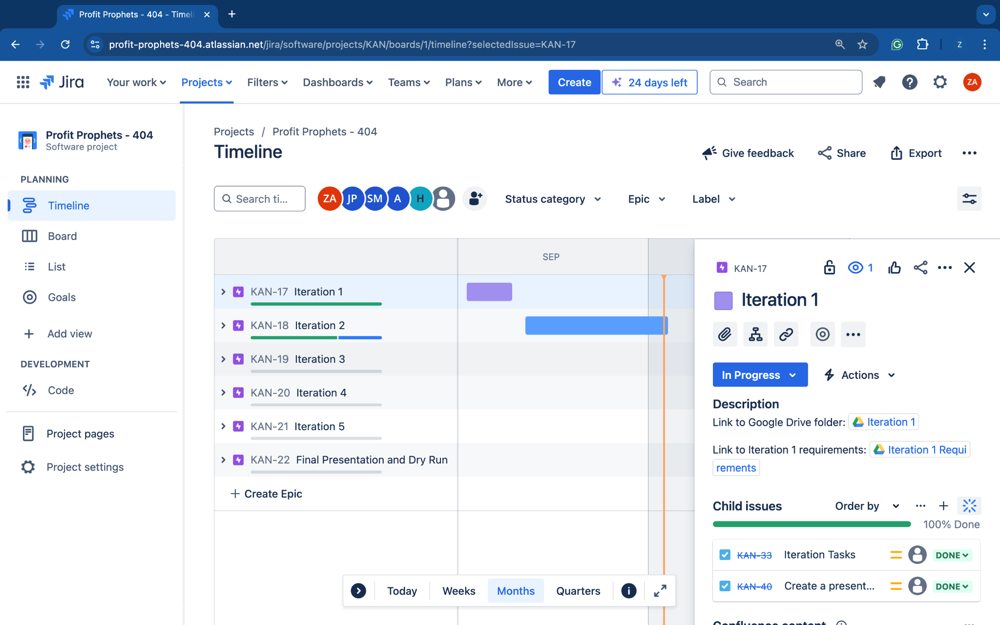 Profit Prophets - 404 - Timeli
profit-prophets-404.atlassian.net/jira/software/projects/KAN/boards/1/timeline?selectedIssue=KAN-17
Z
Jira
Your work
Projects
Filters
Dashboards
Teams
Plans
More
Create
24 days left
Search
ZA
Profit Prophets - 404
Software project
PLANNING
Timeline
Board
List
Goals
Add view
DEVELOPMENT
Code
Project pages
Project settings
Projects / Profit Prophets - 404
Timeline
Give feedback
Share
Export
Search ti...
ZA
JP
SM
A
H
Status category
Epic
Label
SEP
KAN-17 Iteration 1
KAN-18 Iteration 2
KAN-19 Iteration 3
KAN-20 Iteration 4
KAN-21 Iteration 5
KAN-22 Final Presentation and Dry Run
+ Create Epic
Today
Weeks
Months
Quarters
KAN-17
1
Iteration 1
In Progress
Actions
Description
Link to Google Drive folder: Iteration 1
Link to Iteration 1 requirements: Iteration 1 Requi
rements
Child issues
Order by
100% Done
KAN-33 Iteration Tasks DONE
KAN-40 Create a present... DONE
Confluence content